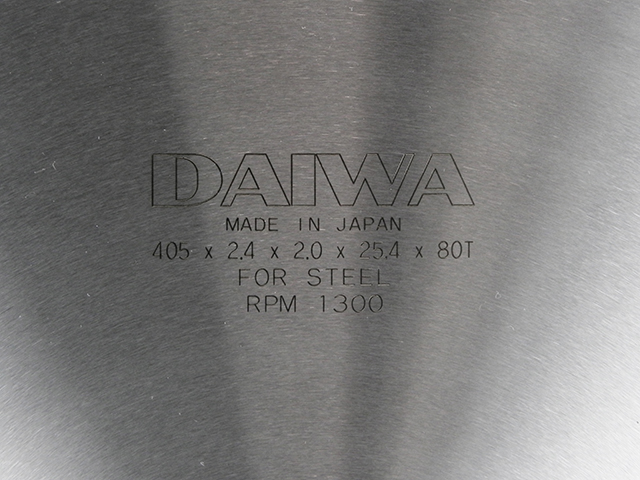 DAIWA
MADE IN JAPAN
405 x 2.4 x 2.0 x 25.4 x 80T
FOR STEEL
RPM 1300